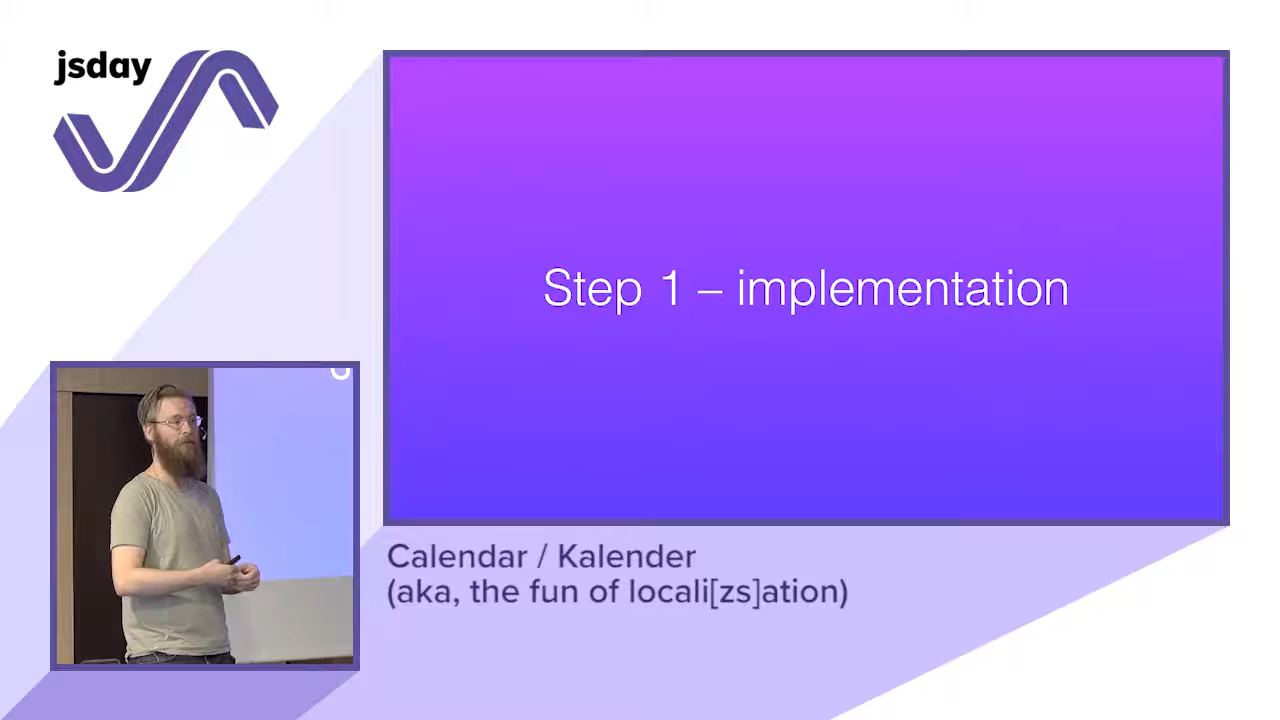 jsday
Step 1 – implementation
Calendar / Kalender
(aka, the fun of locali[zs]ation)